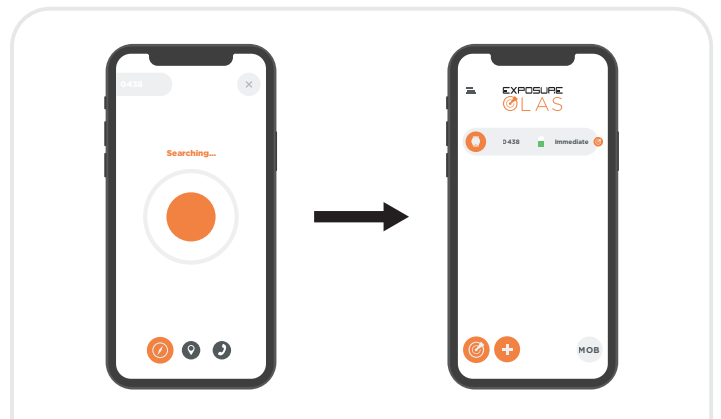 0438
Searching...
EXPOSURE
OLAS
0438 Immediate
MOB